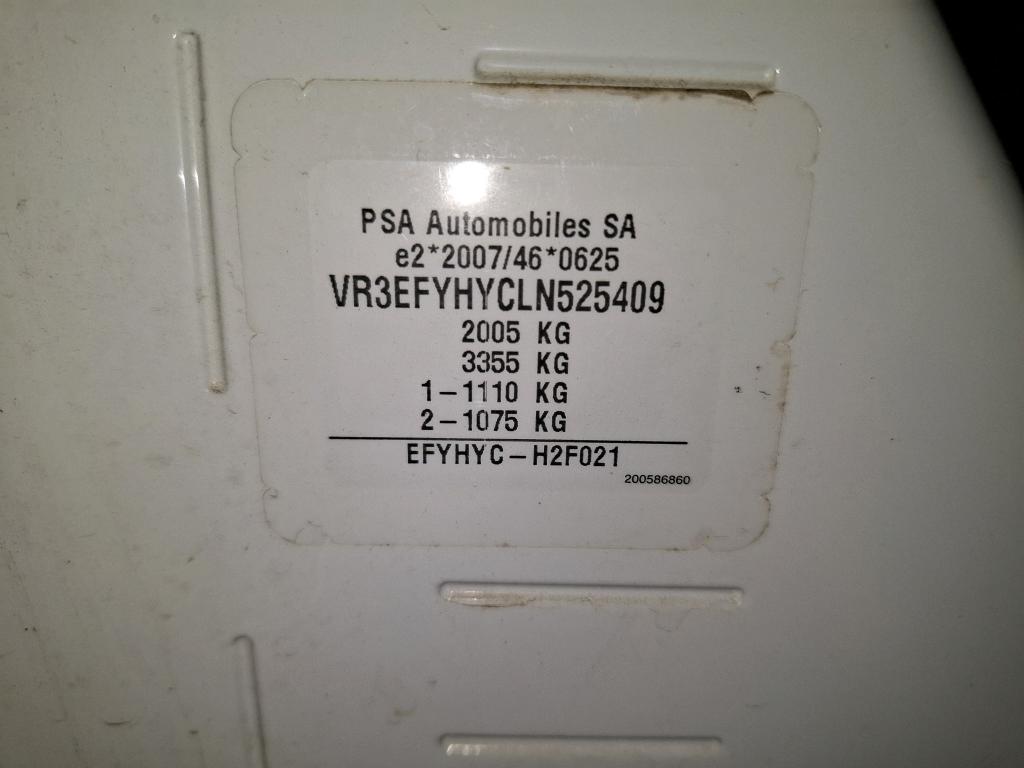 PSA Automobiles SA
e2*2007/46*0625
VR3EFYHYCLN525409
2005 KG
3355 KG
1-1110 KG
2-1075 KG
EFYHYC-H2F021
200586860